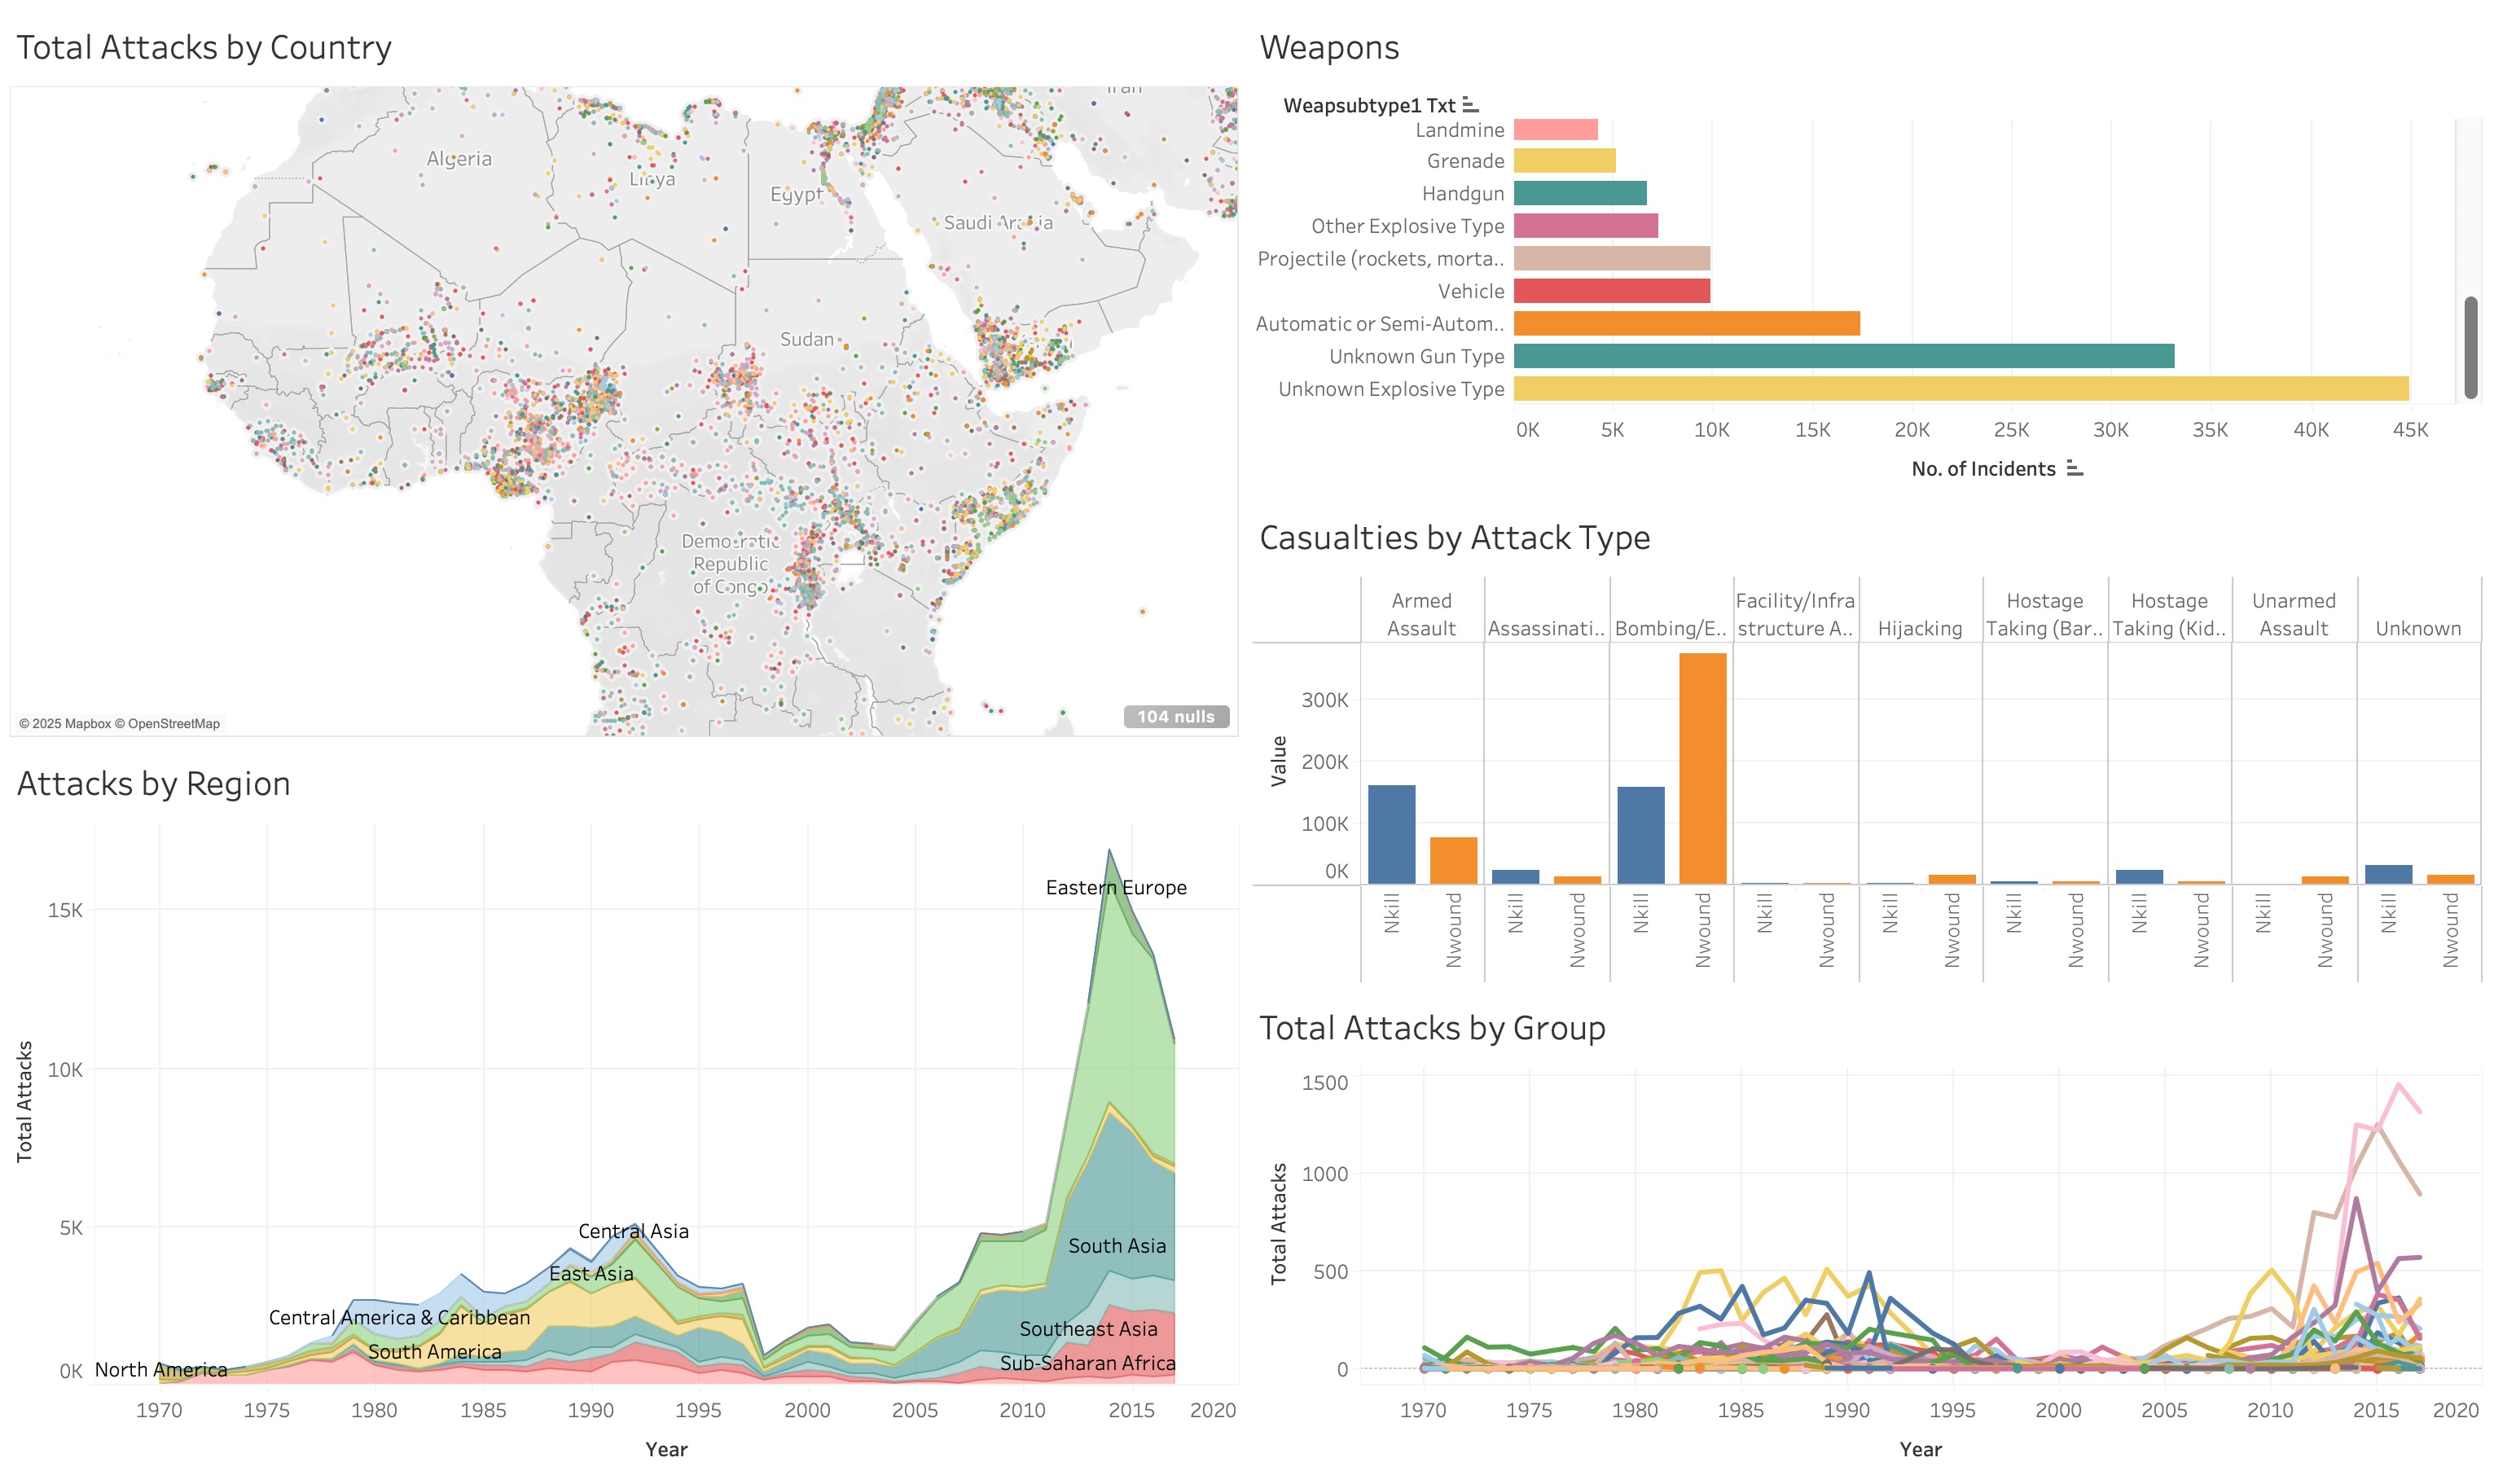 Total Attacks by Country
Iran
Algeria
Libya
Egypt
Saudi Arabia
Sudan
Democratic
Republic
of Congo
© 2025 Mapbox © OpenStreetMap
104 nulls
Weapons
Weapsubtype1 Txt
Landmine
Grenade
Handgun
Other Explosive Type
Projectile (rockets, morta..
Vehicle
Automatic or Semi-Autom..
Unknown Gun Type
Unknown Explosive Type
0K 5K 10K 15K 20K 25K 30K 35K 40K 45K
No. of Incidents
Casualties by Attack Type
Armed
Assault
Assassinati..
Bombing/E..
Facility/Infra
structure A..
Hijacking
Hostage
Taking (Bar..
Hostage
Taking (Kid..
Unarmed
Assault
Unknown
Value
300K
200K
100K
0K
Nkill Nwound Nkill Nwound Nkill Nwound Nkill Nwound Nkill Nwound Nkill Nwound Nkill Nwound Nkill Nwound Nkill Nwound
Attacks by Region
Total Attacks
15K
10K
5K
0K
Eastern Europe
Central Asia
South Asia
East Asia
Central America & Caribbean
Southeast Asia
South America
Sub-Saharan Africa
North America
1970 1975 1980 1985 1990 1995 2000 2005 2010 2015 2020
Year
Total Attacks by Group
Total Attacks
1500
1000
500
0
1970 1975 1980 1985 1990 1995 2000 2005 2010 2015 2020
Year